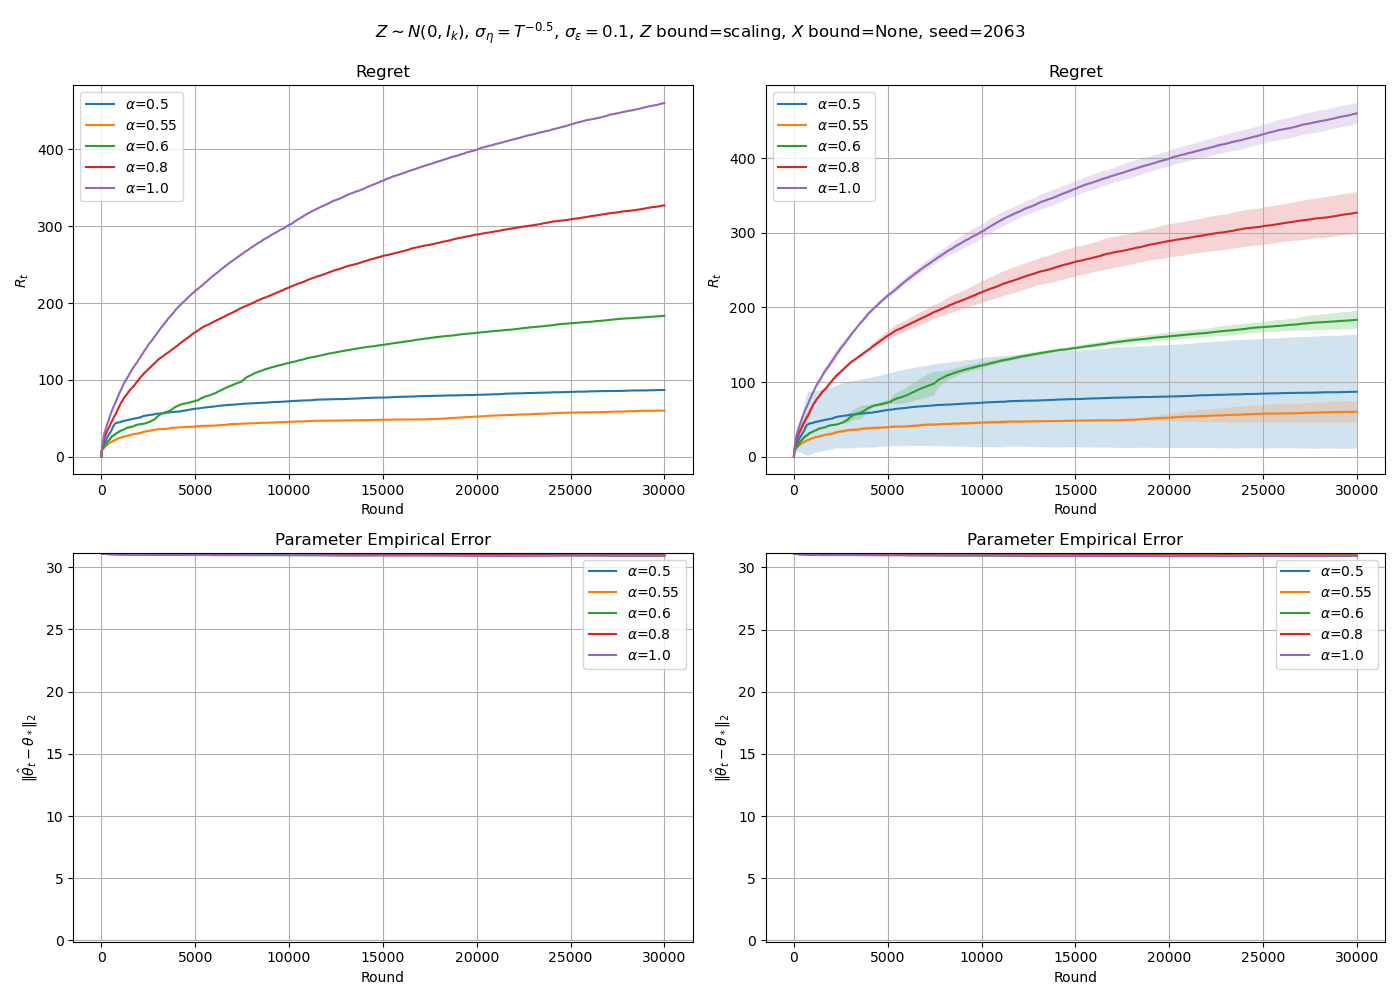 Z ∼ N(0, I_k), σ_η = T^{−0.5}, σ_ε = 0.1, Z bound=scaling, X bound=None, seed=2063
Regret
R_t
400
300
200
100
0
α=0.5
α=0.55
α=0.6
α=0.8
α=1.0
0 5000 10000 15000 20000 25000 30000
Round
Regret
R_t
400
300
200
100
0
α=0.5
α=0.55
α=0.6
α=0.8
α=1.0
0 5000 10000 15000 20000 25000 30000
Round
Parameter Empirical Error
‖θ̂_t − θ_*‖_2
30
25
20
15
10
5
0
α=0.5
α=0.55
α=0.6
α=0.8
α=1.0
0 5000 10000 15000 20000 25000 30000
Round
Parameter Empirical Error
‖θ̂_t − θ_*‖_2
30
25
20
15
10
5
0
α=0.5
α=0.55
α=0.6
α=0.8
α=1.0
0 5000 10000 15000 20000 25000 30000
Round